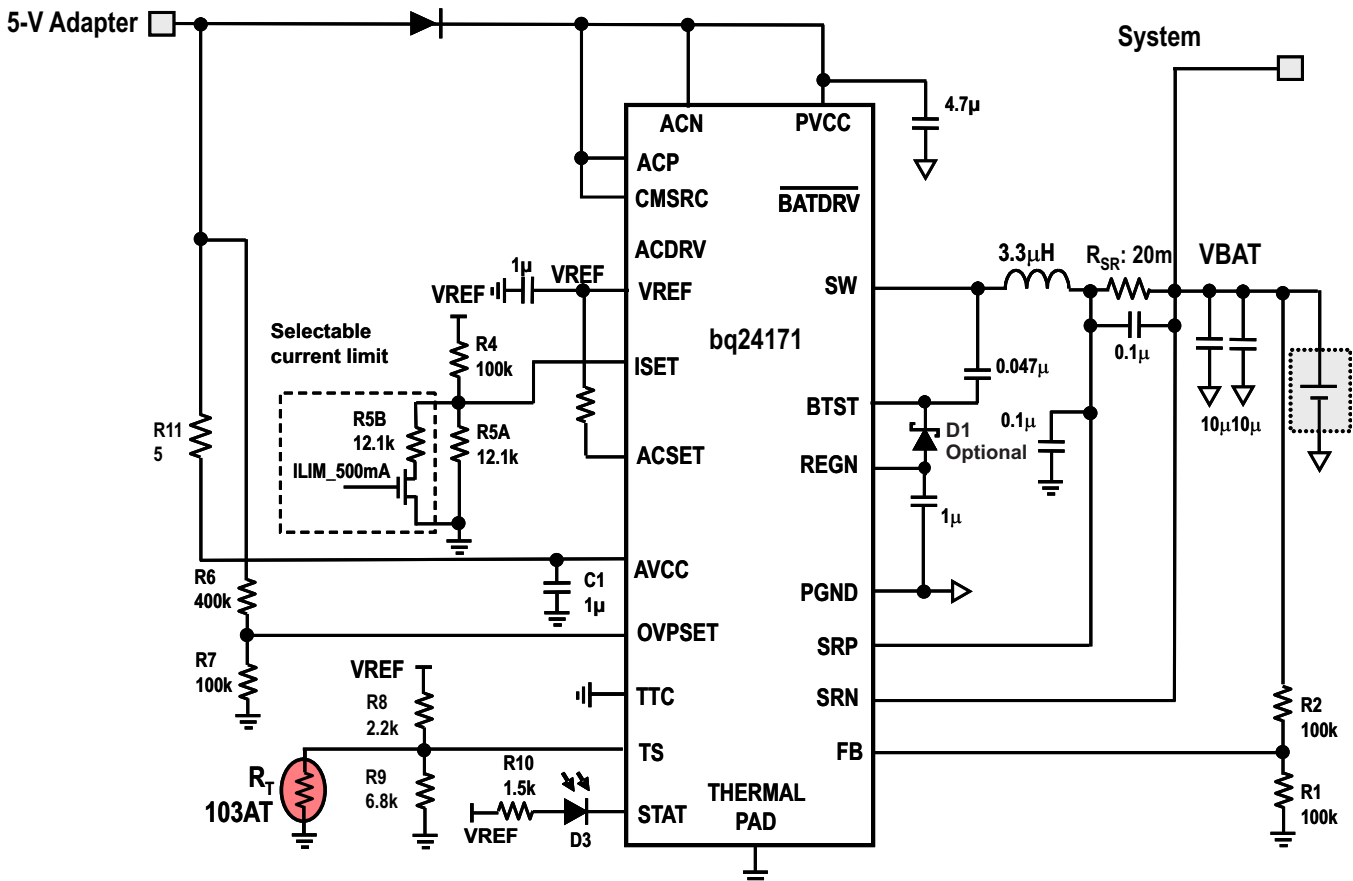 5-V Adapter
System
4.7µ
ACN
PVCC
ACP
CMSRC
BATDRV
ACDRV
1µ
VREF
VREF
VREF
SW
3.3µH
RSR: 20m
VBAT
Selectable
current limit
R4
100k
bq24171
ISET
0.1µ
0.047µ
R5B
12.1k
R5A
12.1k
BTST
0.1µ
10µ
10µ
D1
Optional
R11
5
ILIM_500mA
ACSET
REGN
1µ
R6
400k
C1
1µ
AVCC
PGND
OVPSET
SRP
R7
100k
VREF
R8
2.2k
TTC
SRN
R2
100k
TS
FB
RT
103AT
R9
6.8k
R10
1.5k
VREF
D3
STAT
THERMAL
PAD
R1
100k